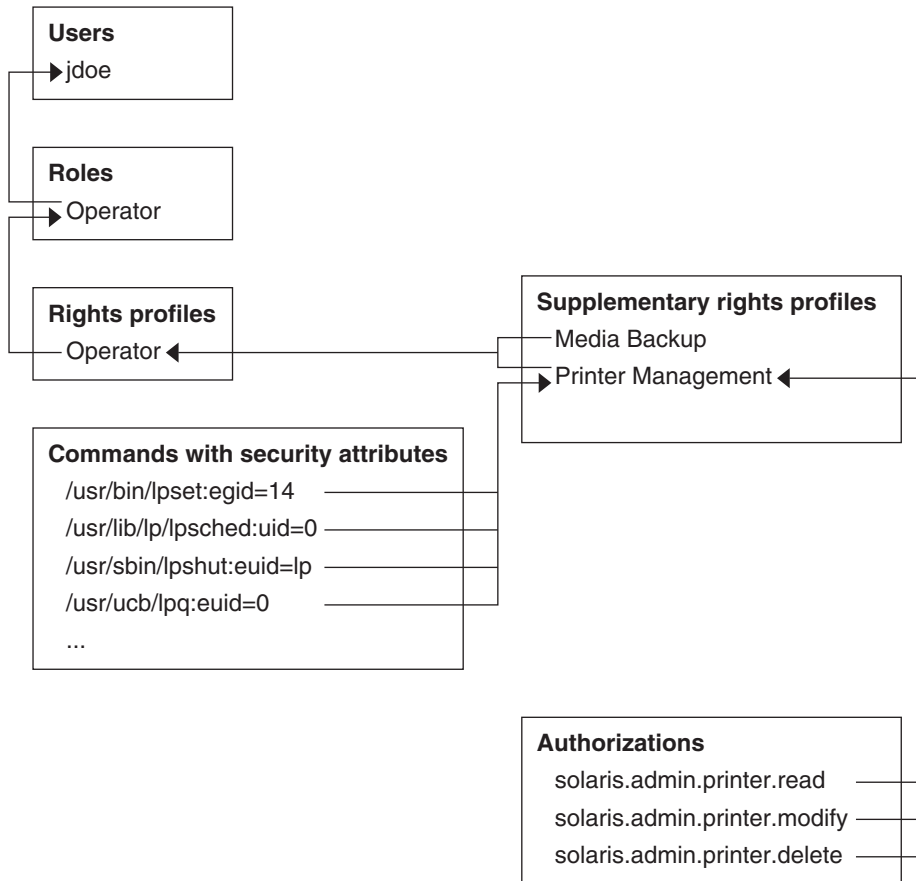 Users
jdoe
Roles
Operator
Rights profiles
Operator
Supplementary rights profiles
Media Backup
Printer Management
Commands with security attributes
/usr/bin/lpset:egid=14
/usr/lib/lp/lpsched:uid=0
/usr/sbin/lpshut:euid=lp
/usr/ucb/lpq:euid=0
...
Authorizations
solaris.admin.printer.read
solaris.admin.printer.modify
solaris.admin.printer.delete